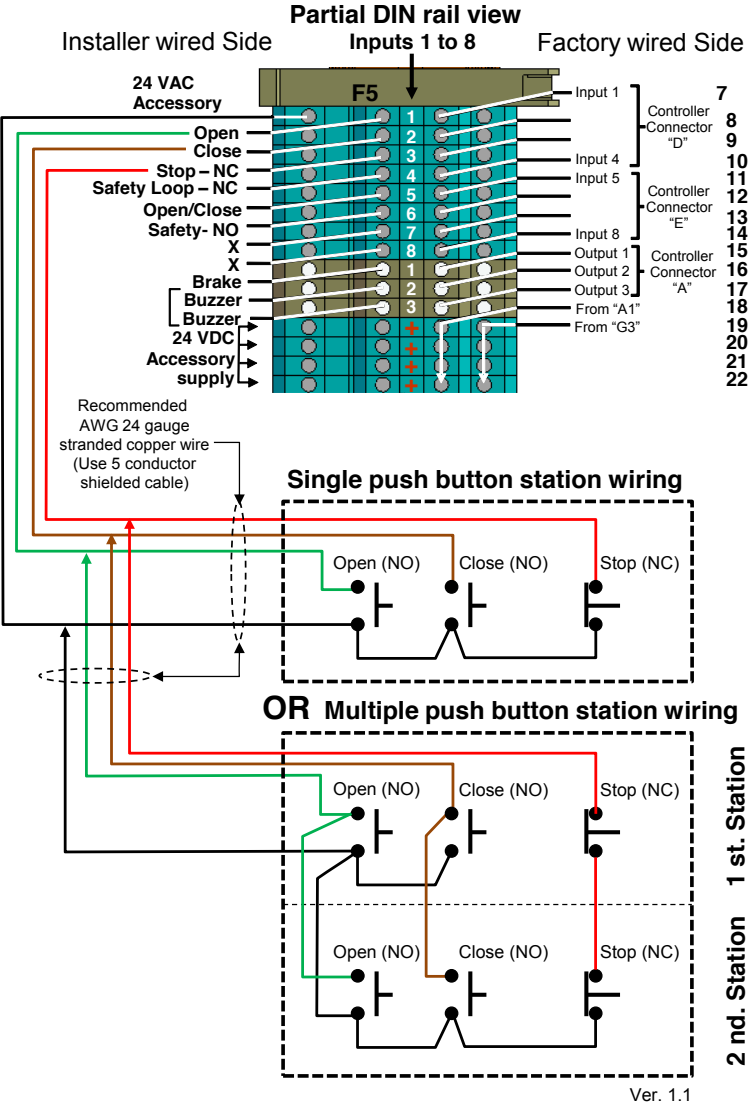 Partial DIN rail view
Installer wired Side
Inputs 1 to 8
Factory wired Side
24 VAC
Accessory
F5
Input 1
7
1
Controller
Connector
"D"
8
Open
2
9
Close
3
Input 4
10
Stop – NC
4
Input 5
11
Safety Loop – NC
5
Controller
Connector
"E"
12
Open/Close
6
13
Safety- NO
7
Input 8
14
X
8
Output 1
15
X
1
Output 2
Controller
Connector
"A"
16
Brake
2
Output 3
17
Buzzer
3
From "A1"
18
Buzzer
+
From "G3"
19
24 VDC
+
20
Accessory
+
21
supply
+
22
Recommended
AWG 24 gauge
stranded copper wire
(Use 5 conductor
shielded cable)
Single push button station wiring
Open (NO)
Close (NO)
Stop (NC)
OR Multiple push button station wiring
Open (NO)
Close (NO)
Stop (NC)
1 st. Station
Open (NO)
Close (NO)
Stop (NC)
2 nd. Station
Ver. 1.1